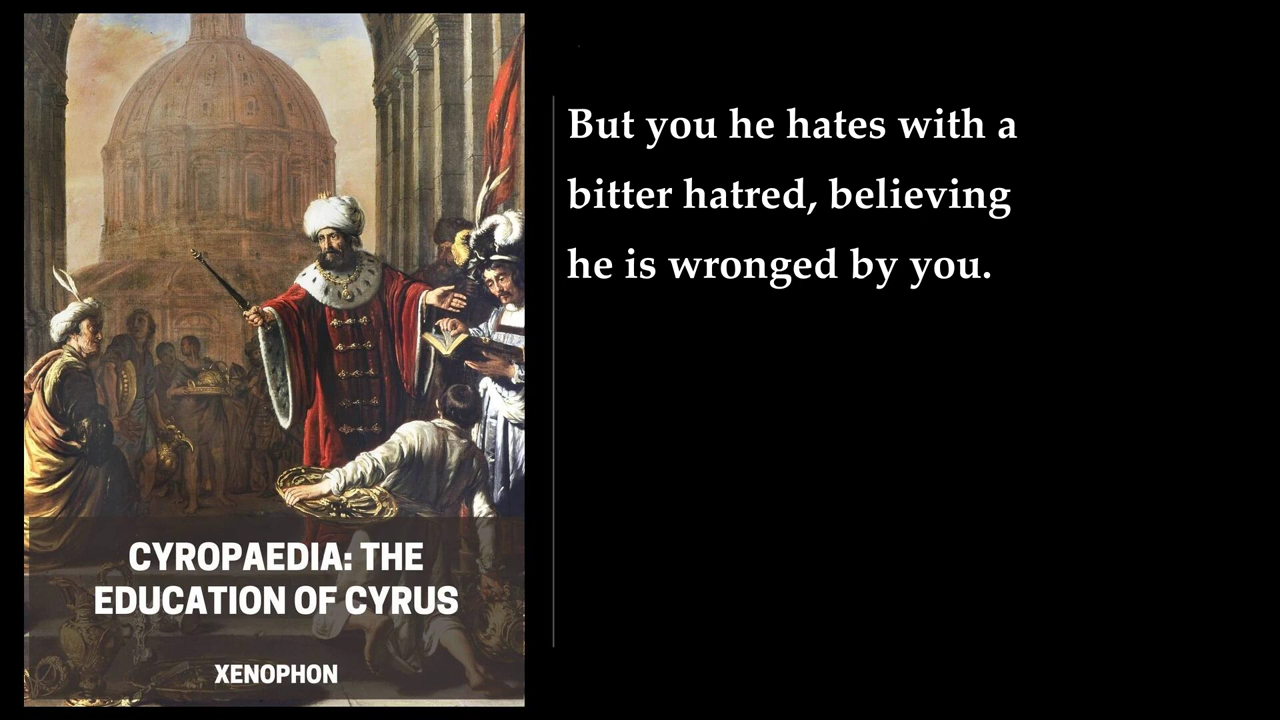 But you he hates with a
bitter hatred, believing
he is wronged by you.
CYROPAEDIA: THE
EDUCATION OF CYRUS
XENOPHON